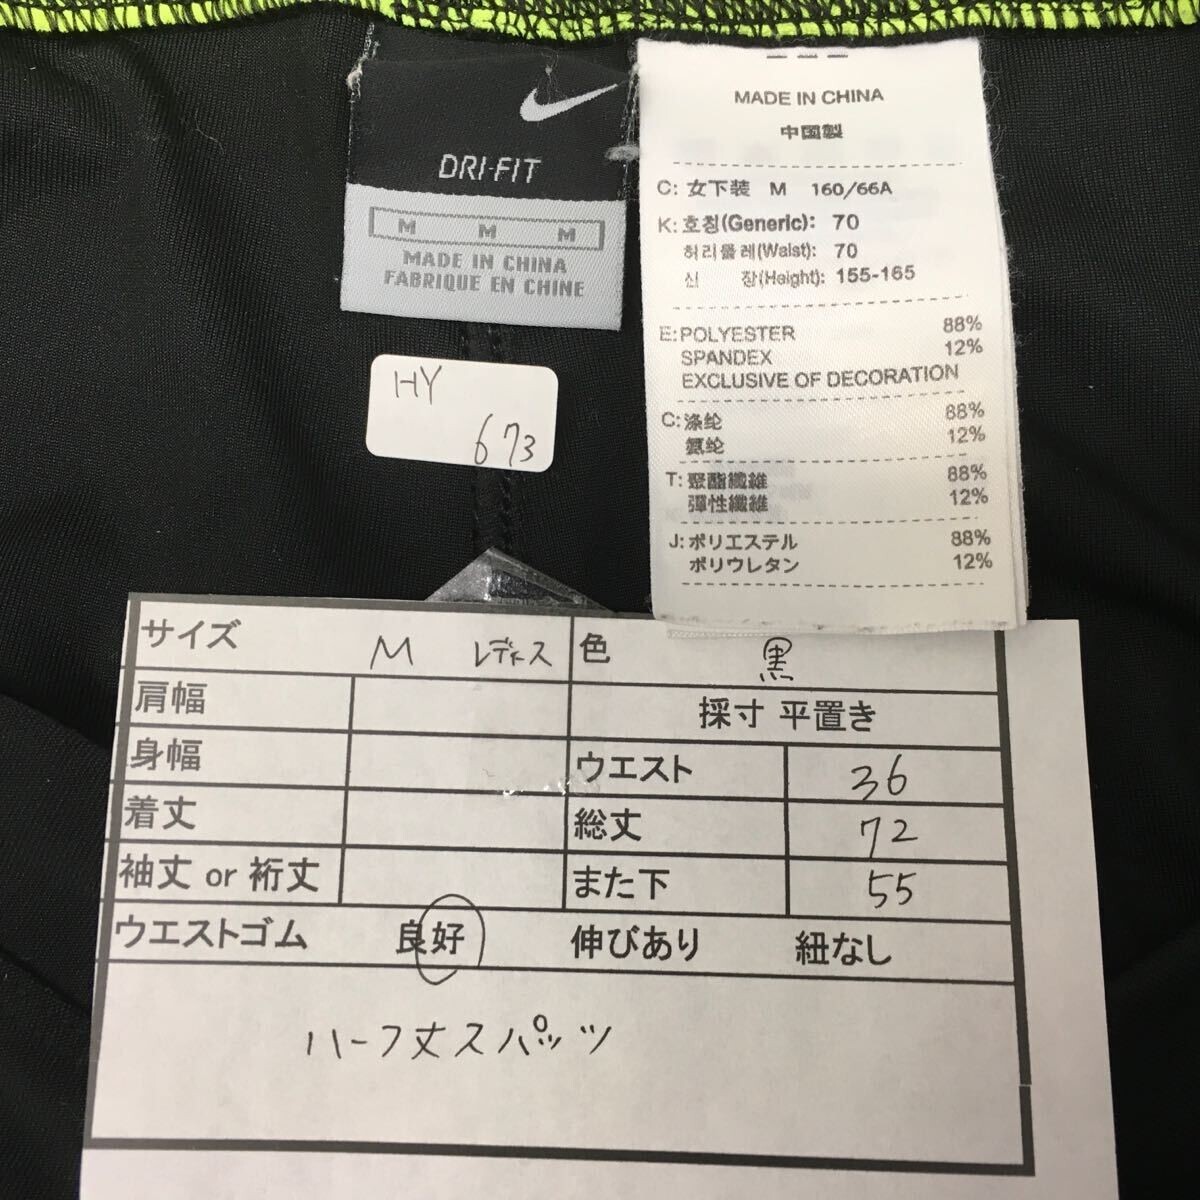 DRI-FIT
M M M
MADE IN CHINA
FABRIQUE EN CHINE
HY
673
MADE IN CHINA
中国製
C: 女下装 M 160/66A
K: 호칭(Generic): 70
허리둘레(Waist): 70
신 장(Height): 155-165
E: POLYESTER 88%
SPANDEX 12%
EXCLUSIVE OF DECORATION
C: 涤纶 88%
氨纶 12%
T: 聚酯纖維 88%
彈性纖維 12%
J: ポリエステル 88%
ポリウレタン 12%
サイズ M レディス 色 黒
肩幅 採寸 平置き
身幅 ウエスト 36
着丈 総丈 72
袖丈 or 裄丈 また下 55
ウエストゴム 良好 伸びあり 紐なし
ハーフ丈スパッツ